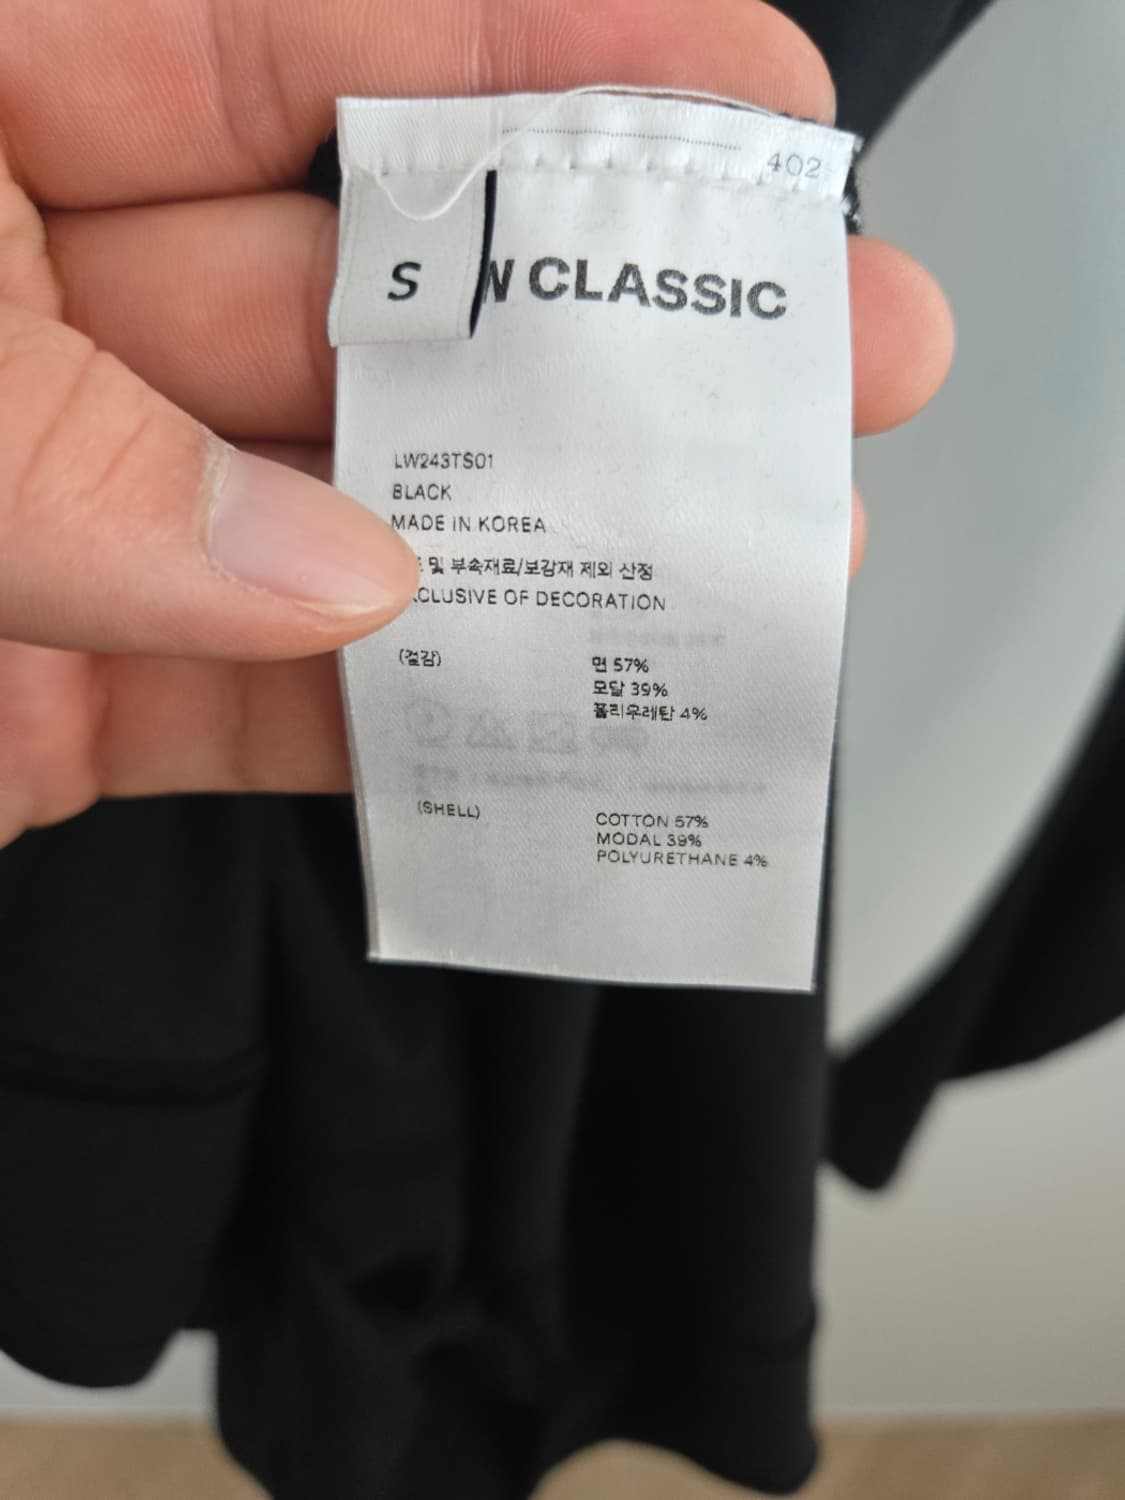 402
S
CLASSIC
LW243TS01
BLACK
MADE IN KOREA
및 부속재료/보강재 제외 산정
OF DECORATION
(겉감)
면 57%
모달 39%
폴리우레탄 4%
(SHELL)
COTTON 57%
MODAL 39%
POLYURETHANE 4%